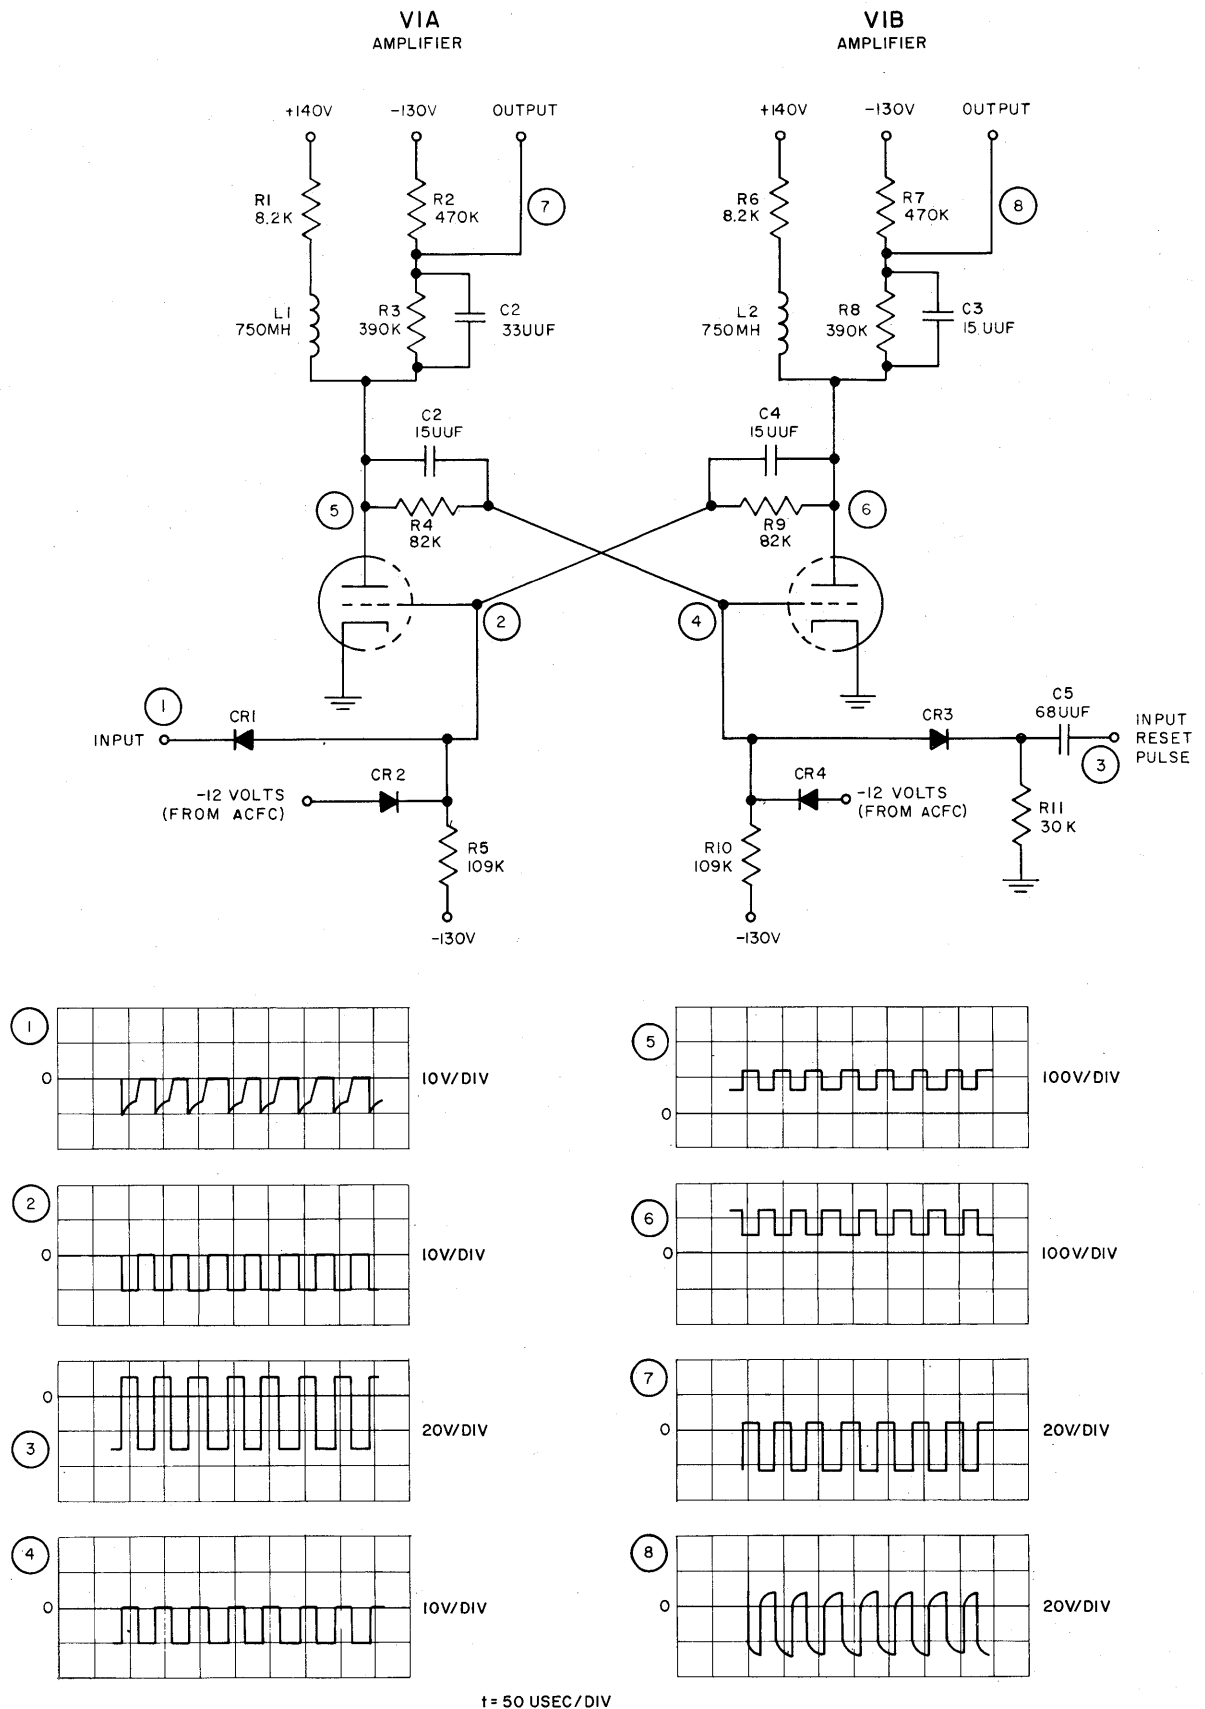 V1A
AMPLIFIER
V1B
AMPLIFIER
+140V
-130V
OUTPUT
+140V
-130V
OUTPUT
R1
8.2K
R2
470K
7
R6
8.2K
R7
470K
8
L1
750MH
R3
390K
C2
33UUF
L2
750MH
R8
390K
C3
15UUF
C2
15UUF
C4
15UUF
5
R4
82K
R9
82K
6
2
4
1
INPUT
CR1
CR2
-12 VOLTS
(FROM ACFC)
R5
109K
-130V
CR3
C5
68UUF
INPUT
RESET
PULSE
3
CR4
-12 VOLTS
(FROM ACFC)
R11
30K
R10
109K
-130V
1
0
10V/DIV
5
0
100V/DIV
2
0
10V/DIV
6
0
100V/DIV
0
3
20V/DIV
7
0
20V/DIV
4
0
10V/DIV
8
0
20V/DIV
t = 50 USEC/DIV